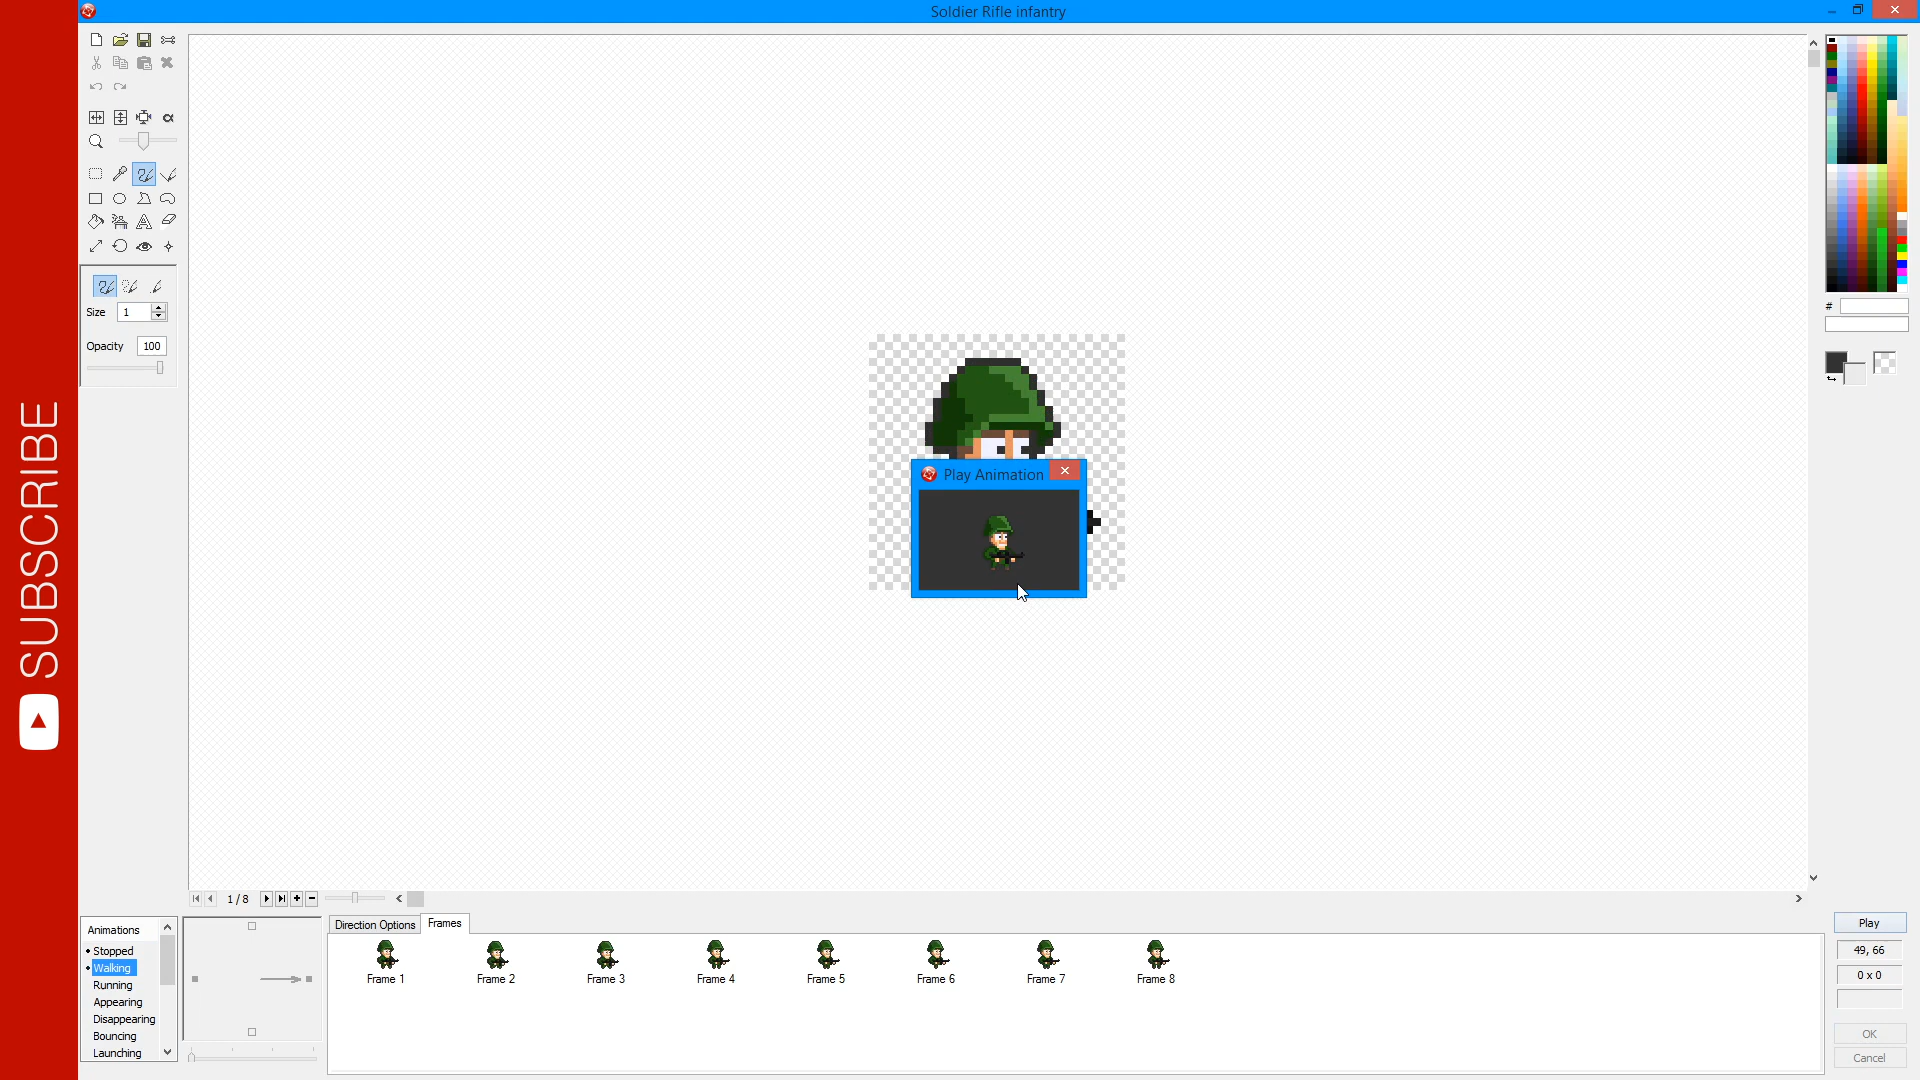 Soldier Rifle infantry
SUBSCRIBE
Size 1
Opacity 100
#
Play Animation
1 / 8
Animations
Stopped
Walking
Running
Appearing
Disappearing
Bouncing
Launching
Direction Options
Frames
Frame 1
Frame 2
Frame 3
Frame 4
Frame 5
Frame 6
Frame 7
Frame 8
Play
49, 66
0 x 0
OK
Cancel